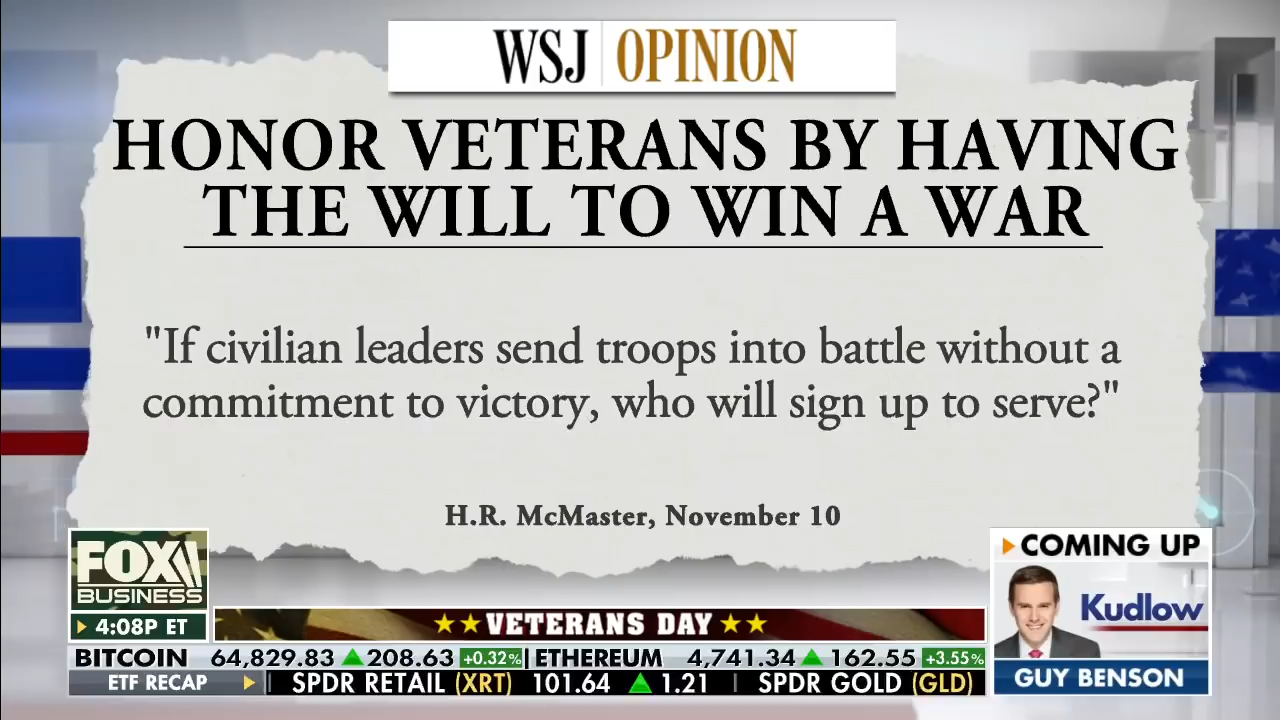 WSJ OPINION
HONOR VETERANS BY HAVING
THE WILL TO WIN A WAR
"If civilian leaders send troops into battle without a
commitment to victory, who will sign up to serve?"
H.R. McMaster, November 10
FOX
BUSINESS
4:08P ET
VETERANS DAY
COMING UP
Kudlow
GUY BENSON
BITCOIN 64,829.83 208.63 +0.32% ETHEREUM 4,741.34 162.55 +3.55%
ETF RECAP SPDR RETAIL (XRT) 101.64 1.21 SPDR GOLD (GLD)